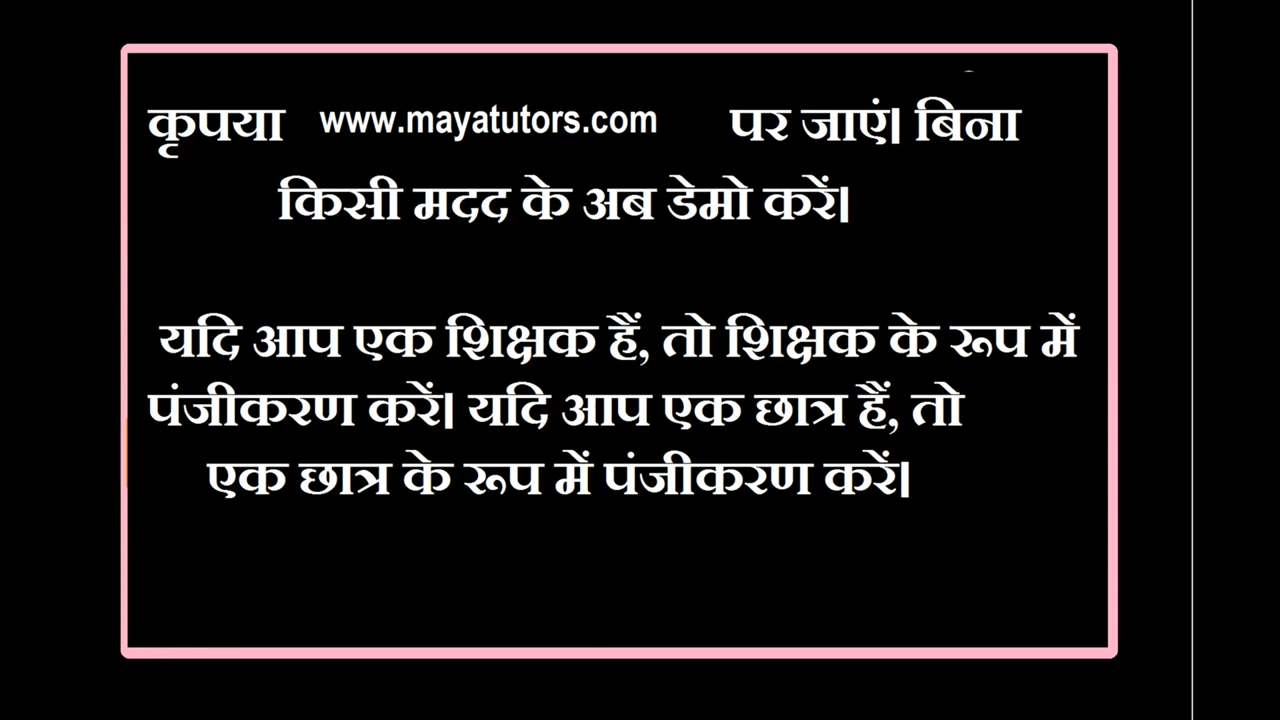 कृपया www.mayatutors.com पर जाएं। बिना
किसी मदद के अब डेमो करें।
यदि आप एक शिक्षक हैं, तो शिक्षक के रूप में
पंजीकरण करें। यदि आप एक छात्र हैं, तो
एक छात्र के रूप में पंजीकरण करें।